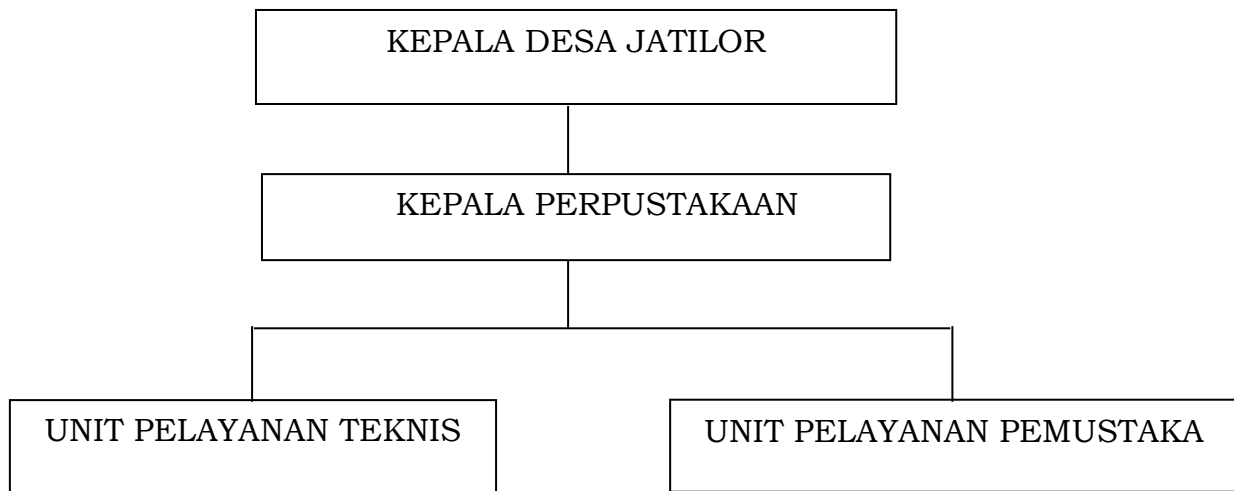 KEPALA DESA JATILOR
KEPALA PERPUSTAKAAN
UNIT PELAYANAN TEKNIS
UNIT PELAYANAN PEMUSTAKA